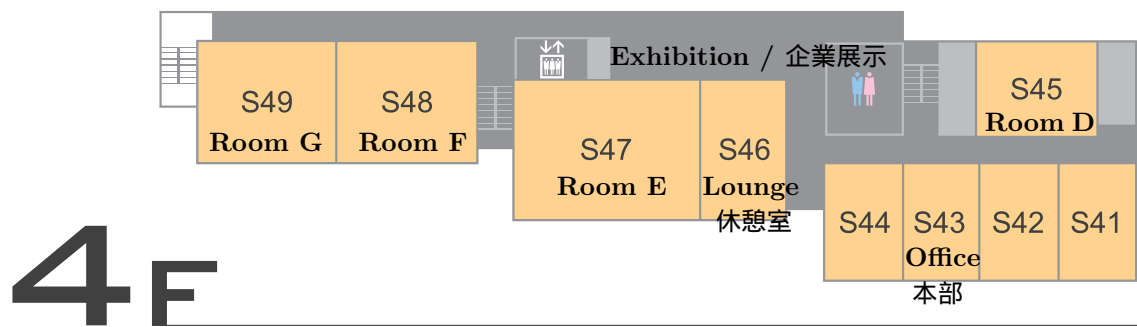 Exhibition / 企業展示
S49
Room G
S48
Room F
S47
Room E
S46
Lounge
休憩室
S45
Room D
S44
S43
Office
本部
S42
S41
4F